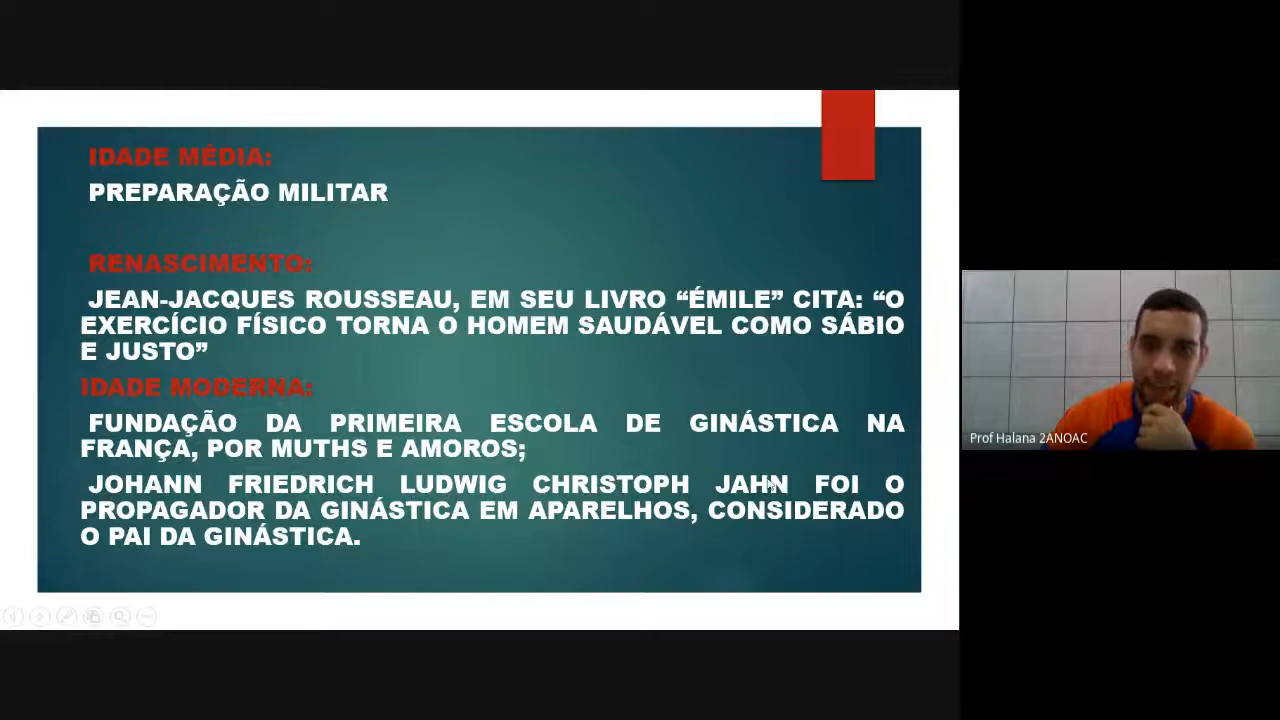 IDADE MÉDIA:
PREPARAÇÃO MILITAR
RENASCIMENTO:
JEAN-JACQUES ROUSSEAU, EM SEU LIVRO “ÉMILE” CITA: “O
EXERCÍCIO FÍSICO TORNA O HOMEM SAUDÁVEL COMO SÁBIO
E JUSTO”
IDADE MODERNA:
FUNDAÇÃO DA PRIMEIRA ESCOLA DE GINÁSTICA NA
FRANÇA, POR MUTHS E AMOROS;
JOHANN FRIEDRICH LUDWIG CHRISTOPH JAHN FOI O
PROPAGADOR DA GINÁSTICA EM APARELHOS, CONSIDERADO
O PAI DA GINÁSTICA.
Prof Halana 2ANOAC